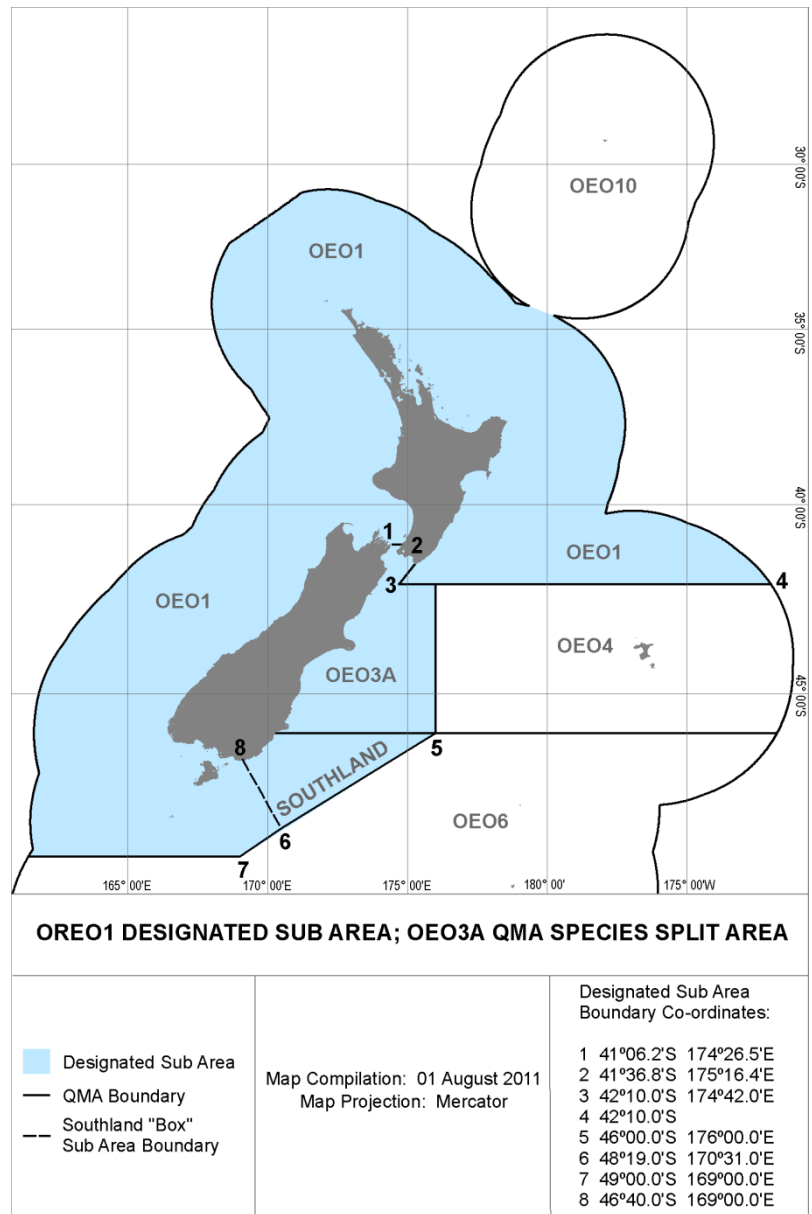 OEO10
30° 00'S
OEO1
35° 00'S
40° 00'S
1
2
OEO1
3
4
OEO1
OEO4
OEO3A
45° 00'S
8
5
SOUTHLAND
6
OEO6
7
165° 00'E
170° 00'E
175° 00'E
180° 00'
175° 00'W
OREO1 DESIGNATED SUB AREA; OEO3A QMA SPECIES SPLIT AREA
Designated Sub Area
QMA Boundary
Southland "Box"
Sub Area Boundary
Map Compilation: 01 August 2011
Map Projection: Mercator
Designated Sub Area
Boundary Co-ordinates:
1 41º06.2'S 174º26.5'E
2 41º36.8'S 175º16.4'E
3 42º10.0'S 174º42.0'E
4 42º10.0'S
5 46º00.0'S 176º00.0'E
6 48º19.0'S 170º31.0'E
7 49º00.0'S 169º00.0'E
8 46º40.0'S 169º00.0'E